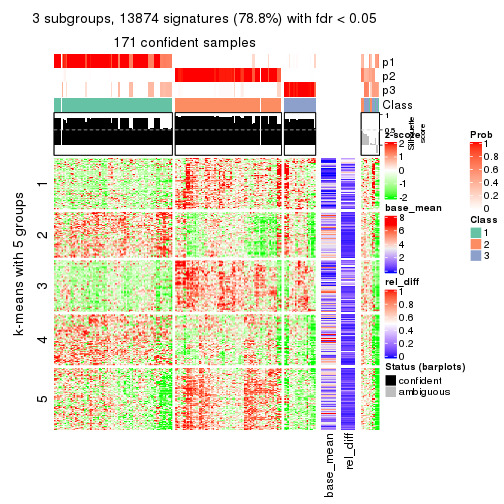 3 subgroups, 13874 signatures (78.8%) with fdr < 0.05
171 confident samples
p1
p2
p3
Class
1
0.5
Silhouette
score
k-means with 5 groups
1
2
3
4
5
base_mean
rel_diff
z-score
2
1
0
-1
-2
base_mean
8
6
4
2
0
rel_diff
1
0.8
0.6
0.4
0.2
0
Status (barplots)
confident
ambiguous
Prob
1
0.8
0.6
0.4
0.2
0
Class
1
2
3